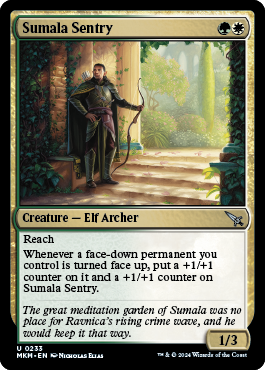 Sumala Sentry
Creature — Elf Archer
Reach
Whenever a face-down permanent you
control is turned face up, put a +1/+1
counter on it and a +1/+1 counter on
Sumala Sentry.
The great meditation garden of Sumala was no
place for Ravnica's rising crime wave, and he
would keep it that way.
1/3
U 0233
MKM • EN Nicholas Elias
™ & © 2024 Wizards of the Coast